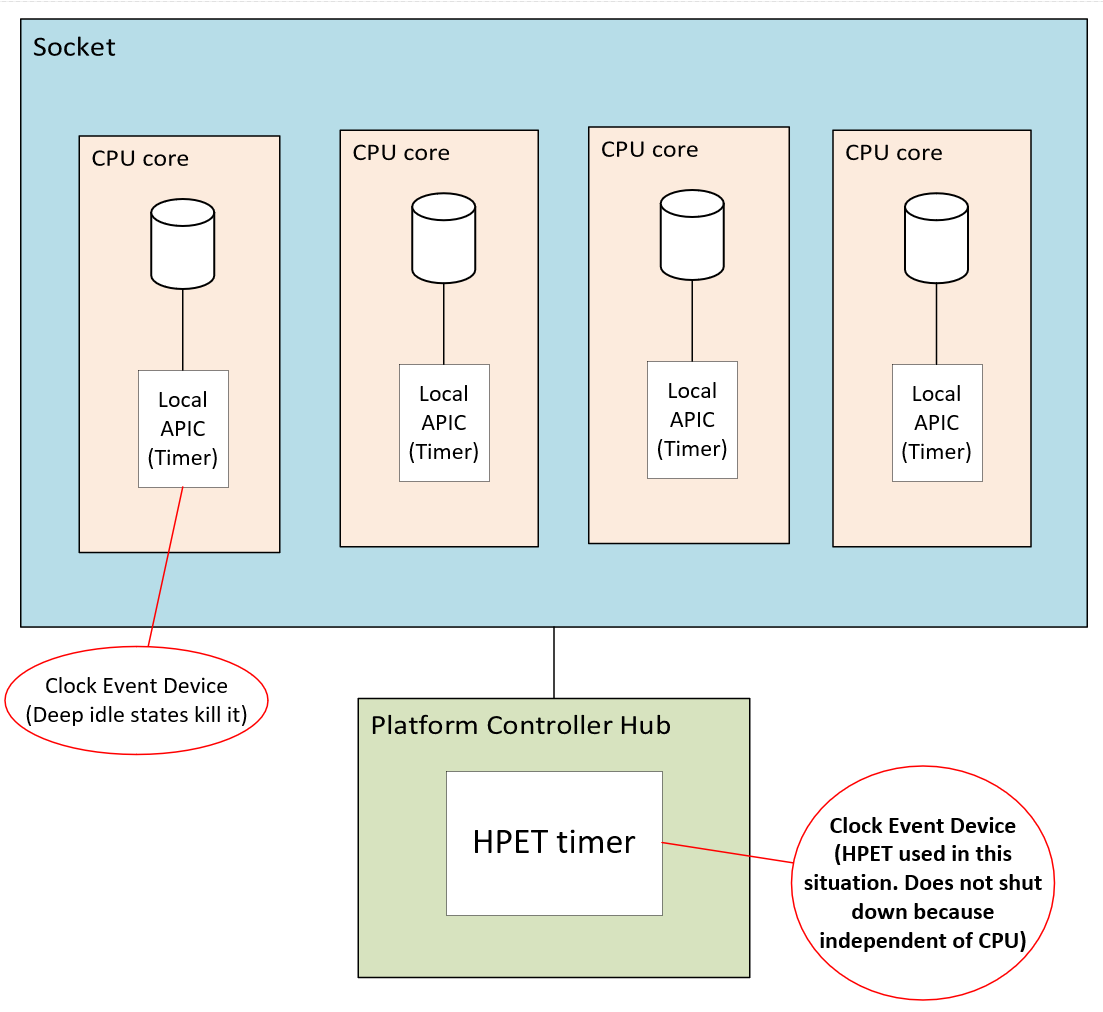 Socket
CPU core
CPU core
CPU core
CPU core
Local
APIC
(Timer)
Local
APIC
(Timer)
Local
APIC
(Timer)
Local
APIC
(Timer)
Clock Event Device
(Deep idle states kill it)
Platform Controller Hub
HPET timer
Clock Event Device
(HPET used in this
situation. Does not shut
down because
independent of CPU)